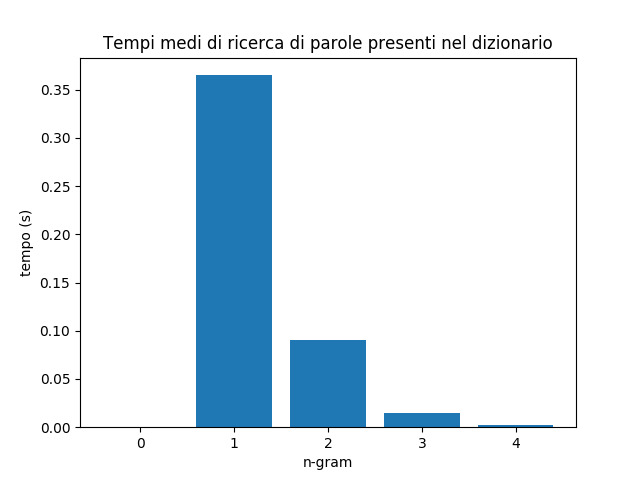 Tempi medi di ricerca di parole presenti nel dizionario
0.35
0.30
0.25
0.20
0.15
0.10
0.05
0.00
tempo (s)
0 1 2 3 4
n-gram